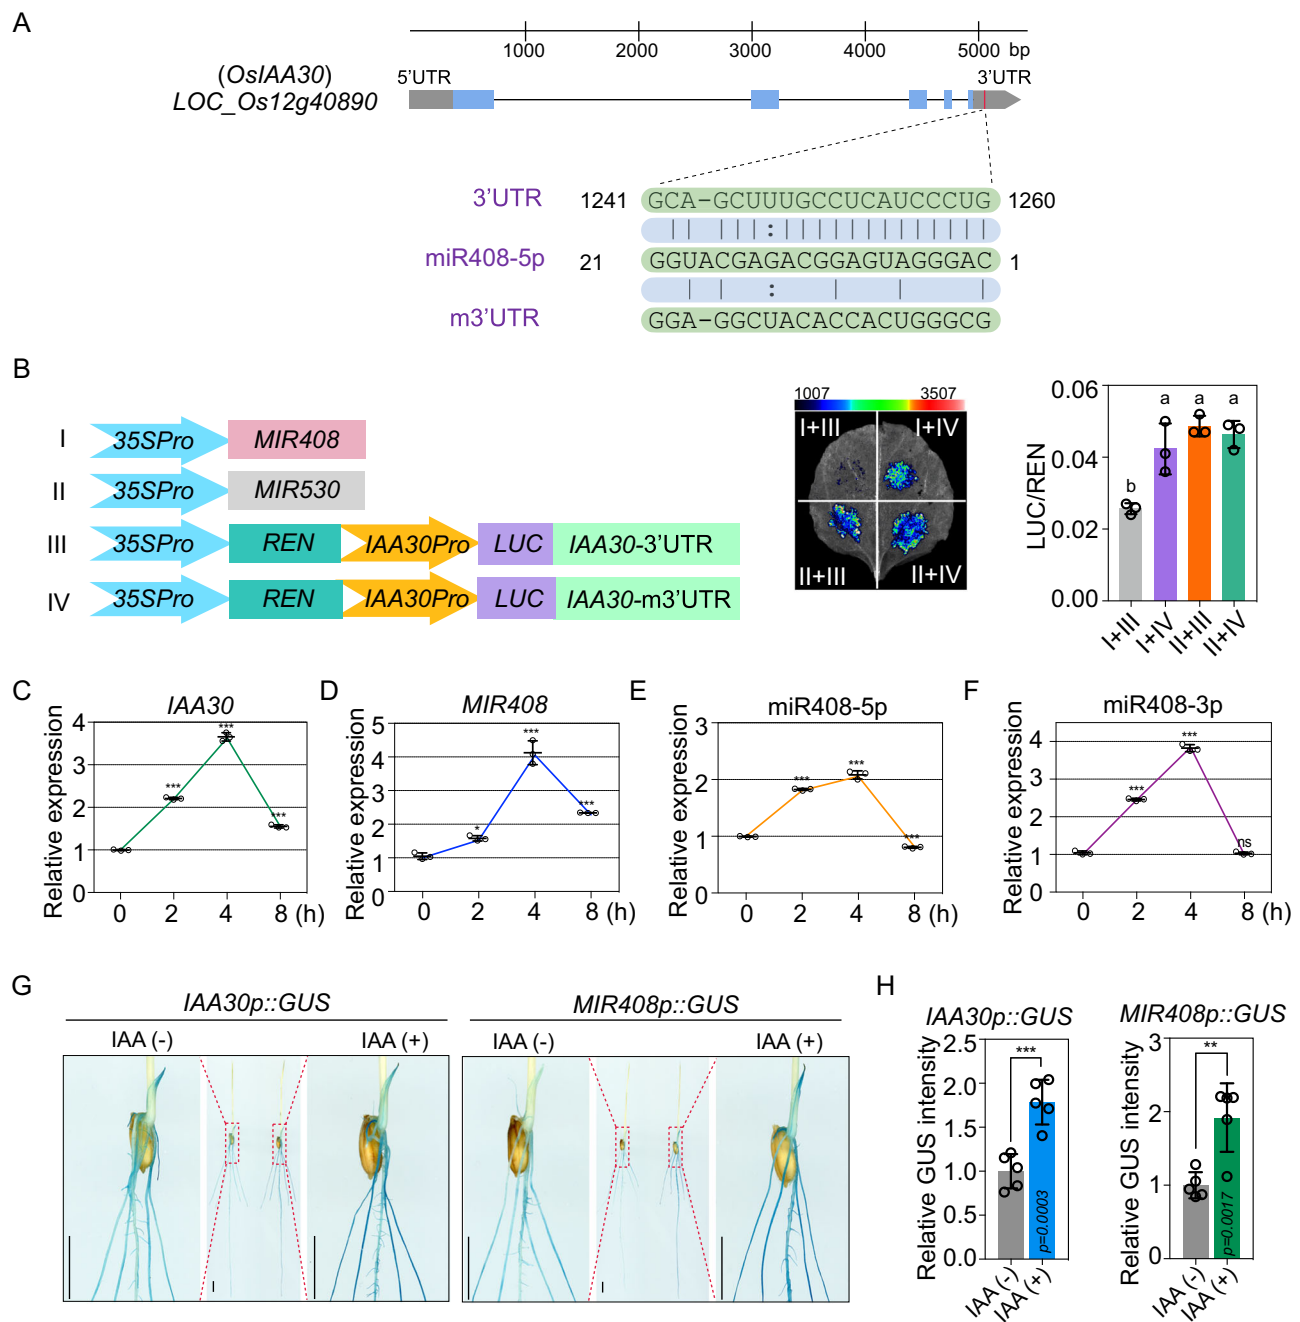 A
1000 2000 3000 4000 5000 bp
(OsIAA30)
LOC_Os12g40890
5'UTR
3'UTR
3'UTR 1241 GCA-GCUUUGCCUCAUCCCUG 1260
miR408-5p 21 GGUACGAGACGGAGUAGGGAC 1
m3'UTR GGA-GGCUACACCACUGGGCG
B
I 35SPro MIR408
II 35SPro MIR530
III 35SPro REN IAA30Pro LUC IAA30-3'UTR
IV 35SPro REN IAA30Pro LUC IAA30-m3'UTR
1007 3507
I+III I+IV
II+III II+IV
LUC/REN
0.06
0.04
0.02
0.00
b a a a
I+III I+IV II+III II+IV
C
IAA30
Relative expression
4
3
2
1
0
*** *** ***
0 2 4 8 (h)
D
MIR408
Relative expression
5
4
3
2
1
0
* *** ***
0 2 4 8 (h)
E
miR408-5p
Relative expression
3
2
1
0
*** *** ***
0 2 4 8 (h)
F
miR408-3p
Relative expression
4
3
2
1
0
*** *** ns
0 2 4 8 (h)
G
IAA30p::GUS MIR408p::GUS
IAA (-) IAA (+) IAA (-) IAA (+)
H
IAA30p::GUS
Relative GUS intensity
2.5
2.0
1.5
1.0
0.5
0.0
***
p=0.0003
IAA (-) IAA (+)
MIR408p::GUS
Relative GUS intensity
3
2
1
0
**
p=0.0017
IAA (-) IAA (+)